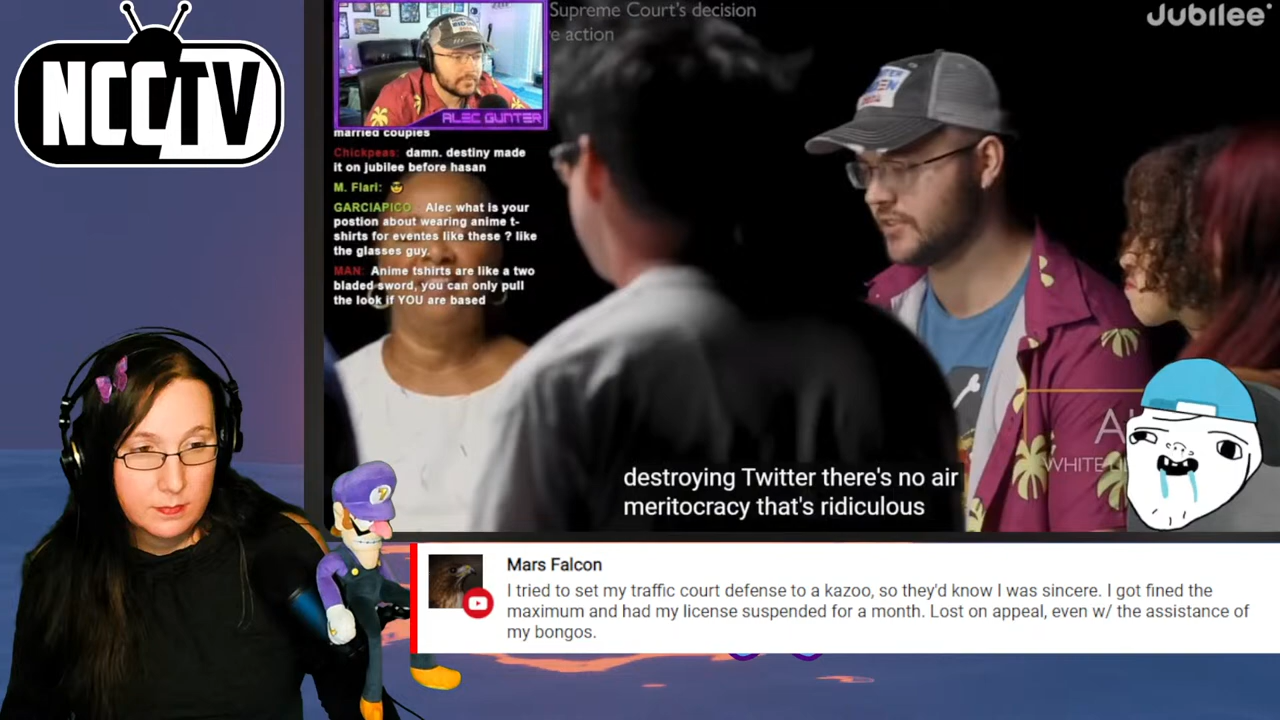 NCCTV
Supreme Court's decision
e action
Jubilee
ALEC GUNTER
married couples
Chickpeas: damn. destiny made
it on jubilee before hasan
M. Flari: 😎
GARCIAPICO Alec what is your
postion about wearing anime t-
shirts for eventes like these ? like
the glasses guy.
MAN: Anime tshirts are like a two
bladed sword, you can only pull
the look if YOU are based
WHITE
destroying Twitter there's no air
meritocracy that's ridiculous
Mars Falcon
I tried to set my traffic court defense to a kazoo, so they'd know I was sincere. I got fined the
maximum and had my license suspended for a month. Lost on appeal, even w/ the assistance of
my bongos.